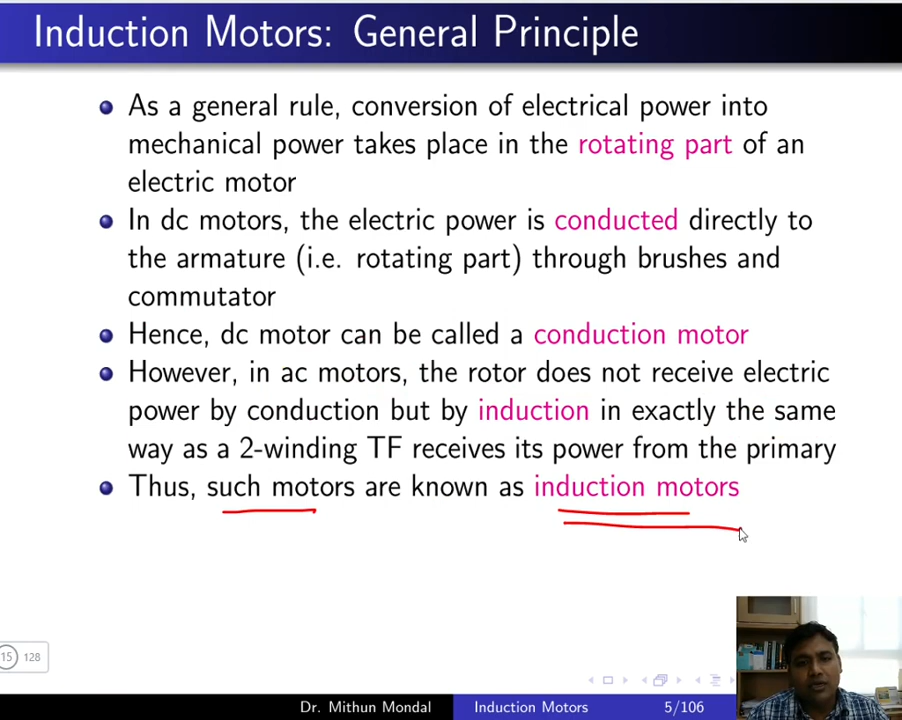 Induction Motors: General Principle
As a general rule, conversion of electrical power into
mechanical power takes place in the rotating part of an
electric motor
In dc motors, the electric power is conducted directly to
the armature (i.e. rotating part) through brushes and
commutator
Hence, dc motor can be called a conduction motor
However, in ac motors, the rotor does not receive electric
power by conduction but by induction in exactly the same
way as a 2-winding TF receives its power from the primary
Thus, such motors are known as induction motors
15 128
Dr. Mithun Mondal Induction Motors 5/106